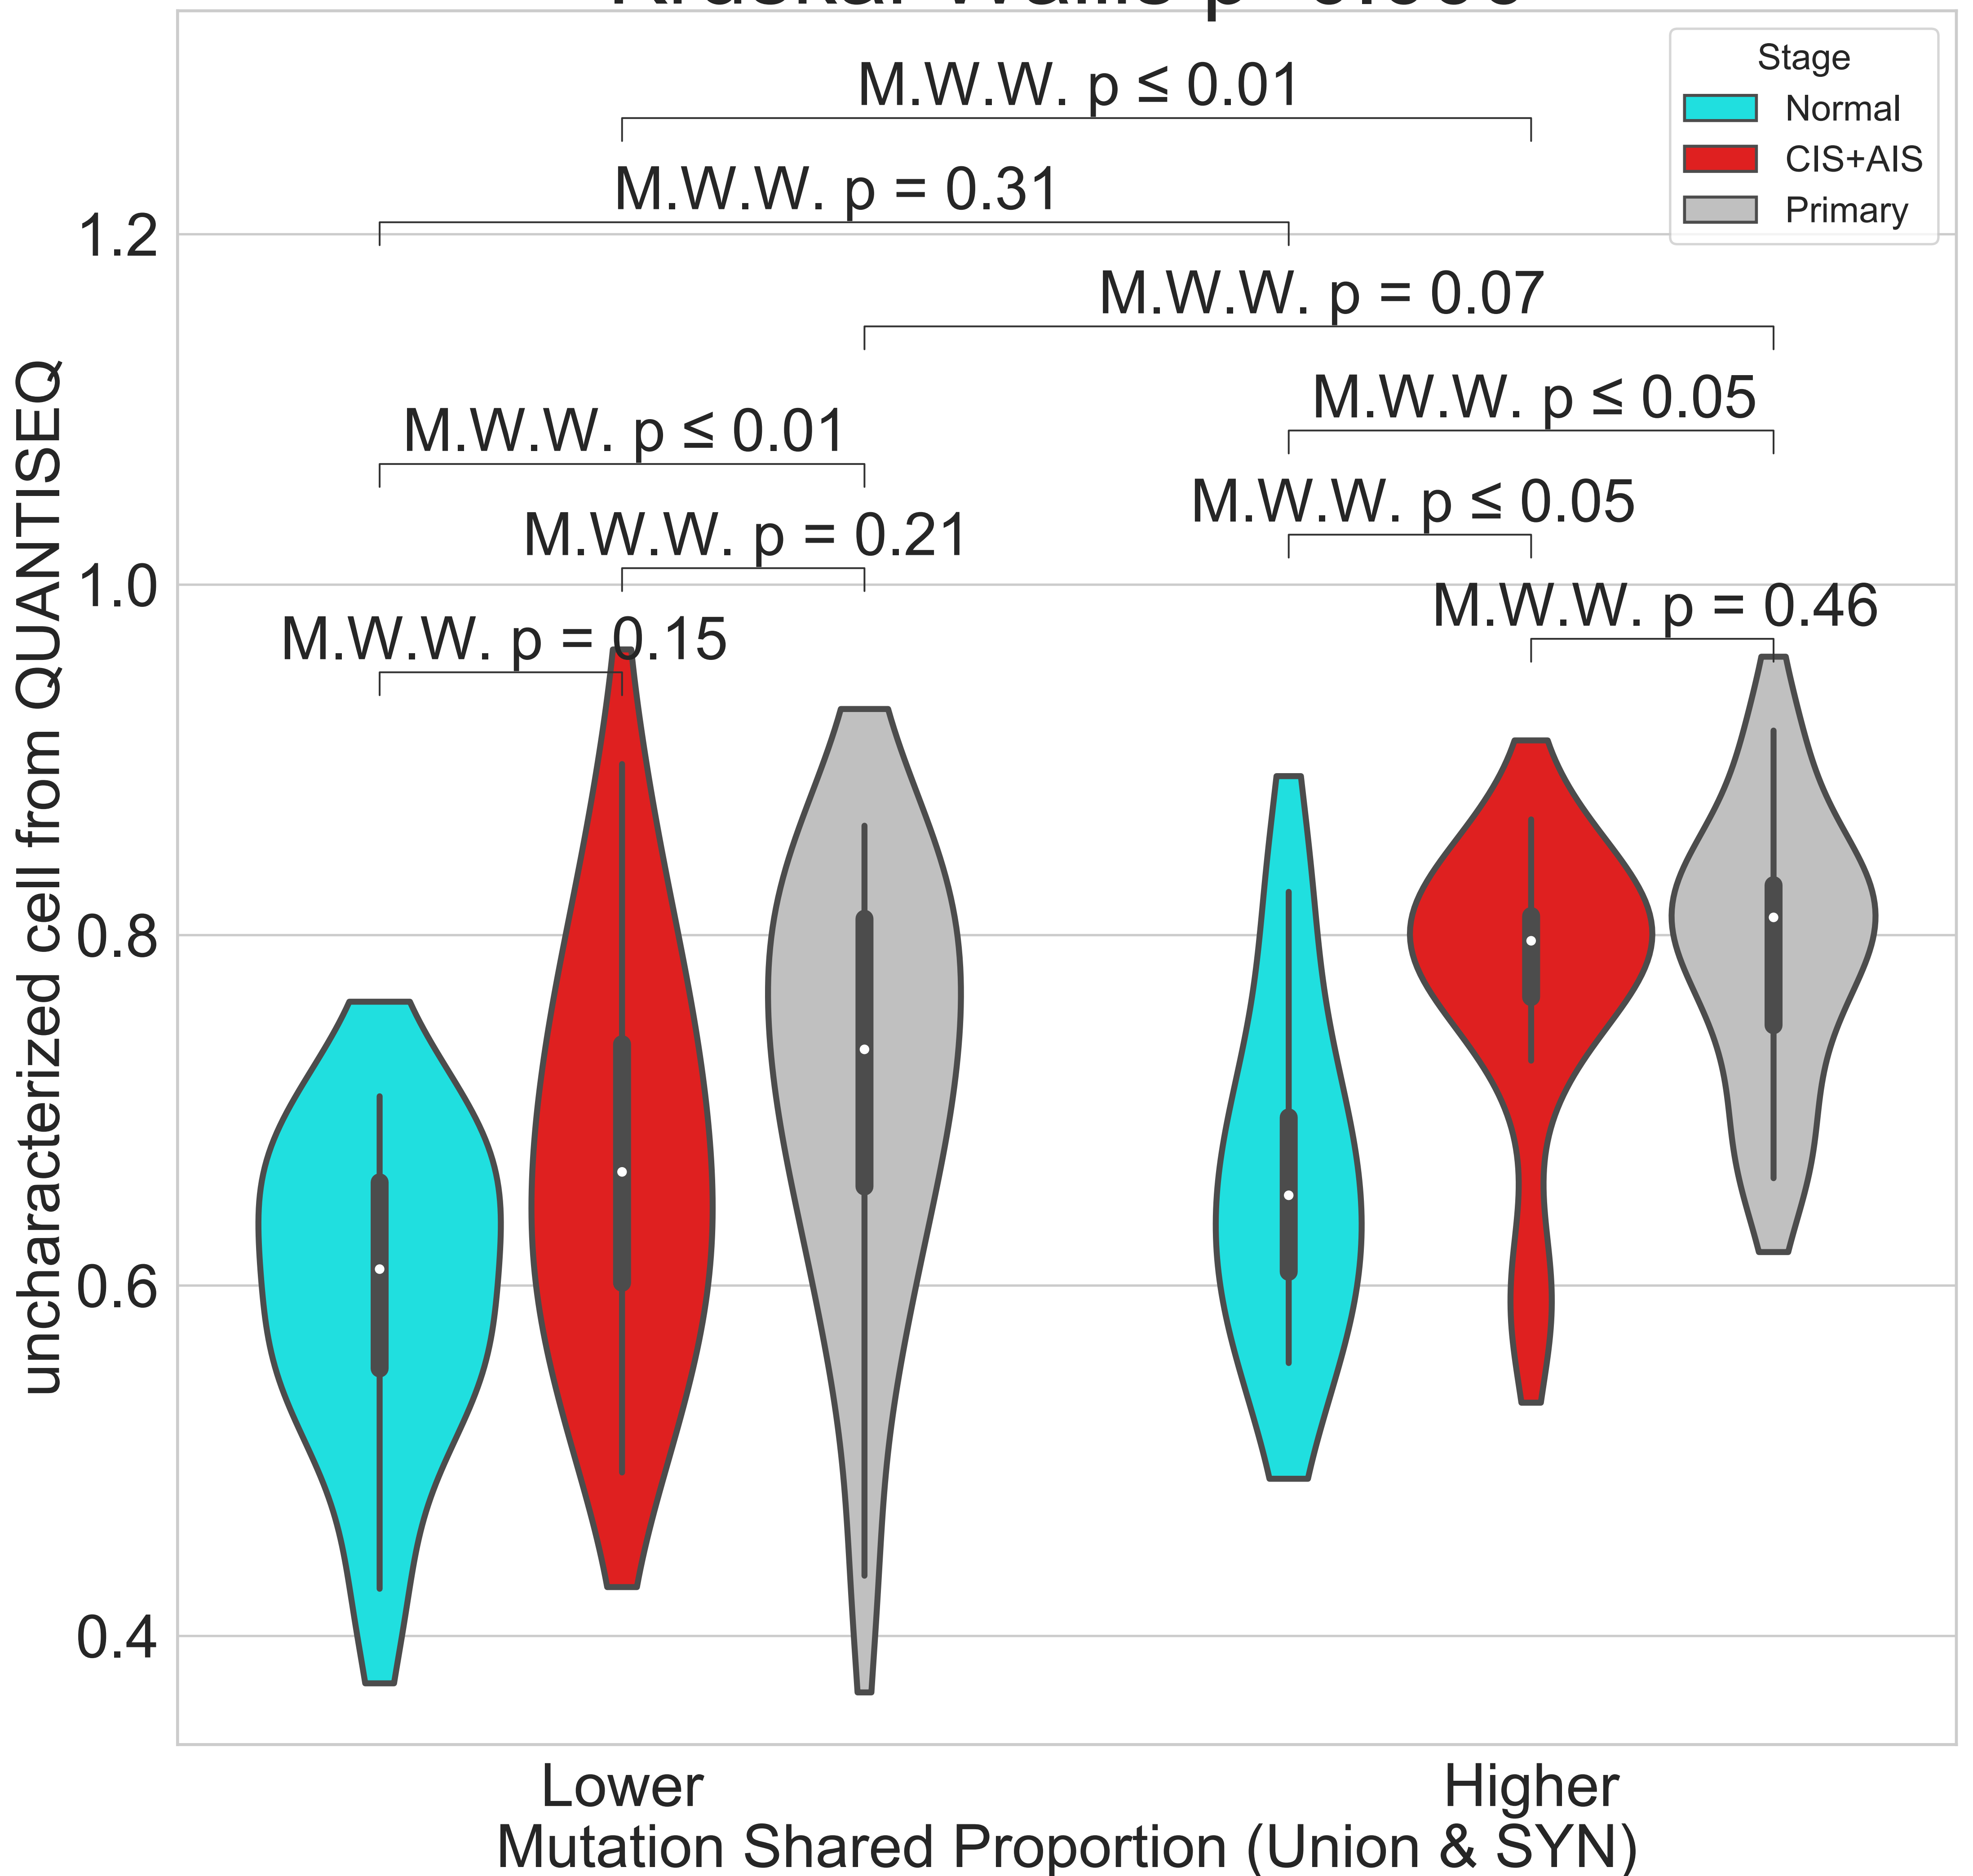 M.W.W. p ≤ 0.01
M.W.W. p = 0.31
M.W.W. p = 0.07
M.W.W. p ≤ 0.05
M.W.W. p ≤ 0.01
M.W.W. p ≤ 0.05
M.W.W. p = 0.21
M.W.W. p = 0.46
M.W.W. p = 0.15
Stage
Normal
CIS+AIS
Primary
uncharacterized cell from QUANTISEQ
1.2
1.0
0.8
0.6
0.4
Lower
Higher
Mutation Shared Proportion (Union & SYN)